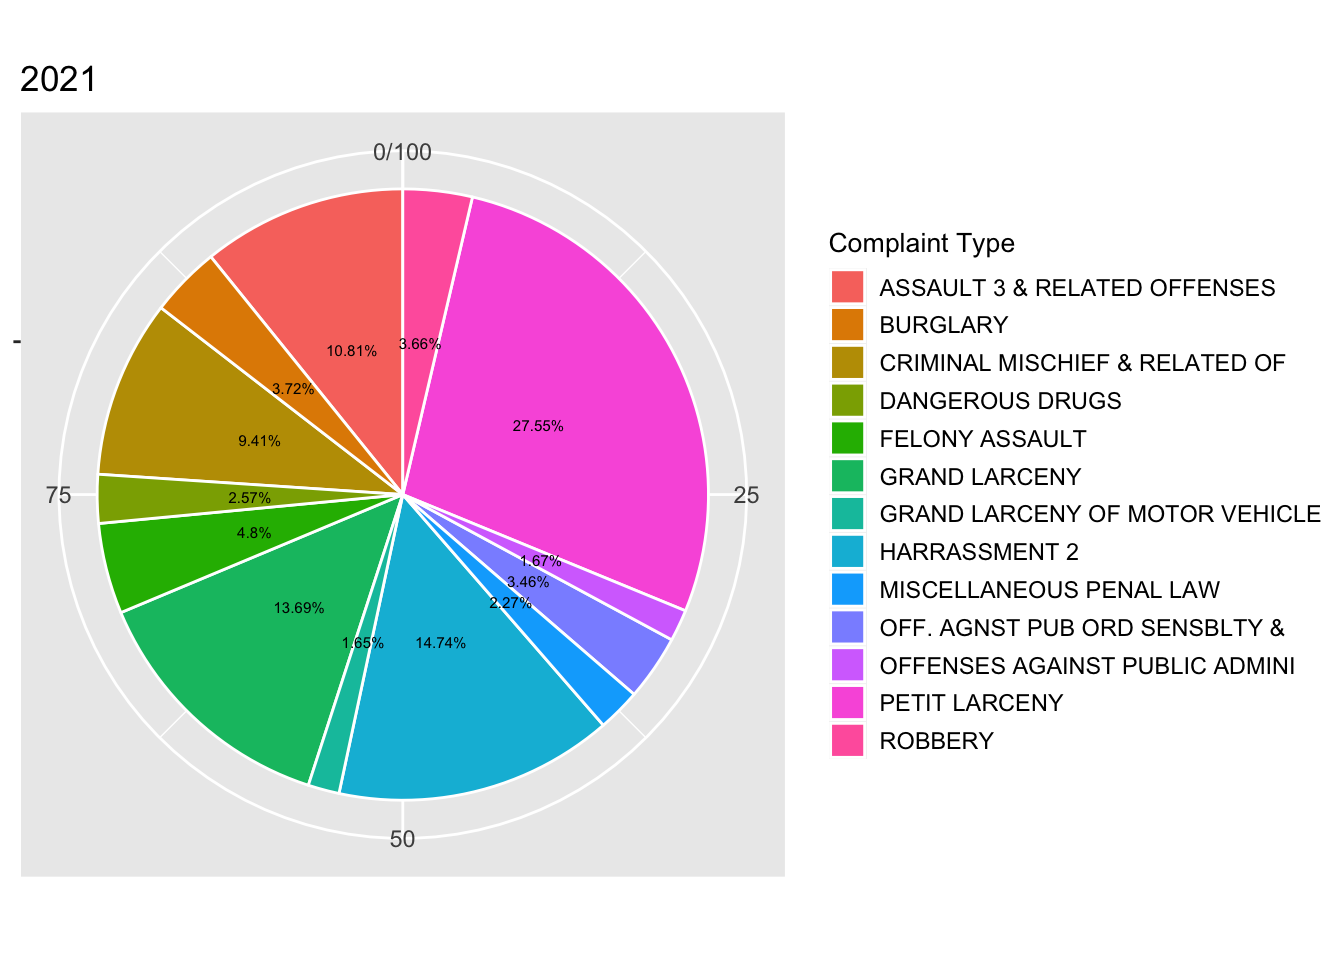 2021
0/100
10.81%
3.66%
3.72%
27.55%
9.41%
75
2.57%
25
4.8%
1.67%
3.46%
2.27%
13.69%
1.65%
14.74%
50
Complaint Type
ASSAULT 3 & RELATED OFFENSES
BURGLARY
CRIMINAL MISCHIEF & RELATED OF
DANGEROUS DRUGS
FELONY ASSAULT
GRAND LARCENY
GRAND LARCENY OF MOTOR VEHICLE
HARRASSMENT 2
MISCELLANEOUS PENAL LAW
OFF. AGNST PUB ORD SENSBLTY &
OFFENSES AGAINST PUBLIC ADMINI
PETIT LARCENY
ROBBERY